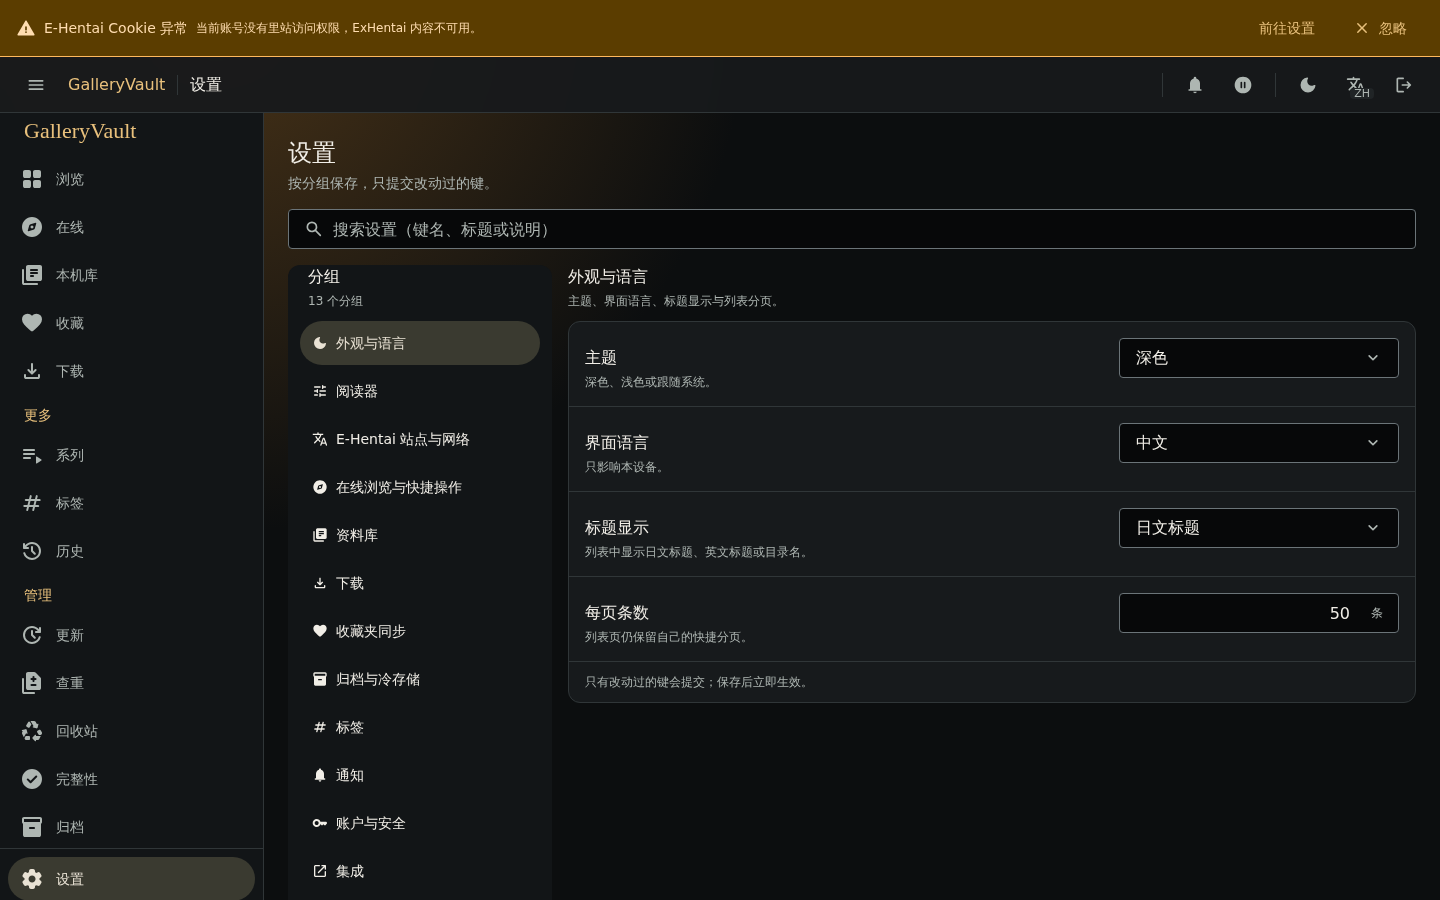 E-Hentai Cookie 异常 当前账号没有里站访问权限，ExHentai 内容不可用。
前往设置
忽略
GalleryVault
设置
ZH
GalleryVault
浏览
在线
本机库
收藏
下载
更多
系列
标签
历史
管理
更新
查重
回收站
完整性
归档
设置
设置
按分组保存，只提交改动过的键。
搜索设置（键名、标题或说明）
分组
13 个分组
外观与语言
阅读器
E-Hentai 站点与网络
在线浏览与快捷操作
资料库
下载
收藏夹同步
归档与冷存储
标签
通知
账户与安全
集成
外观与语言
主题、界面语言、标题显示与列表分页。
主题
深色、浅色或跟随系统。
深色
界面语言
只影响本设备。
中文
标题显示
列表中显示日文标题、英文标题或目录名。
日文标题
每页条数
列表页仍保留自己的快捷分页。
50 条
只有改动过的键会提交；保存后立即生效。